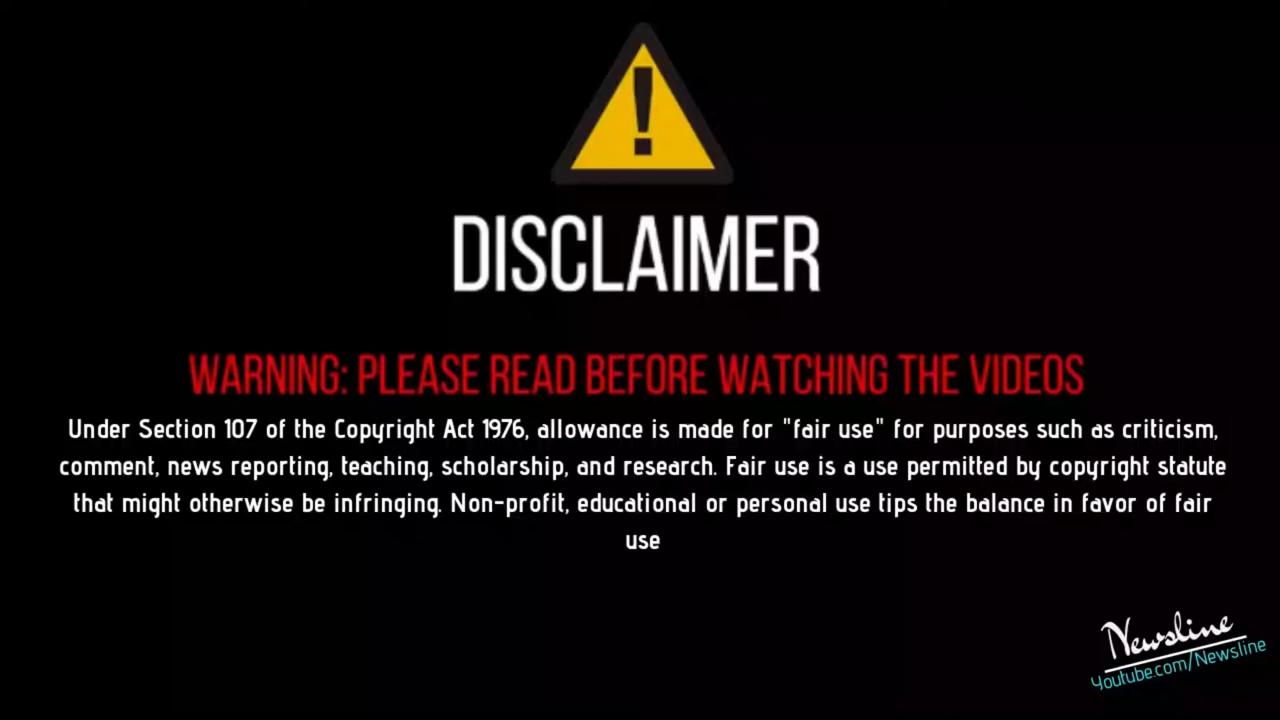 !
DISCLAIMER
WARNING: PLEASE READ BEFORE WATCHING THE VIDEOS
Under Section 107 of the Copyright Act 1976, allowance is made for "fair use" for purposes such as criticism,
comment, news reporting, teaching, scholarship, and research. Fair use is a use permitted by copyright statute
that might otherwise be infringing. Non-profit, educational or personal use tips the balance in favor of fair
use
Newsline
Youtube.com/Newsline